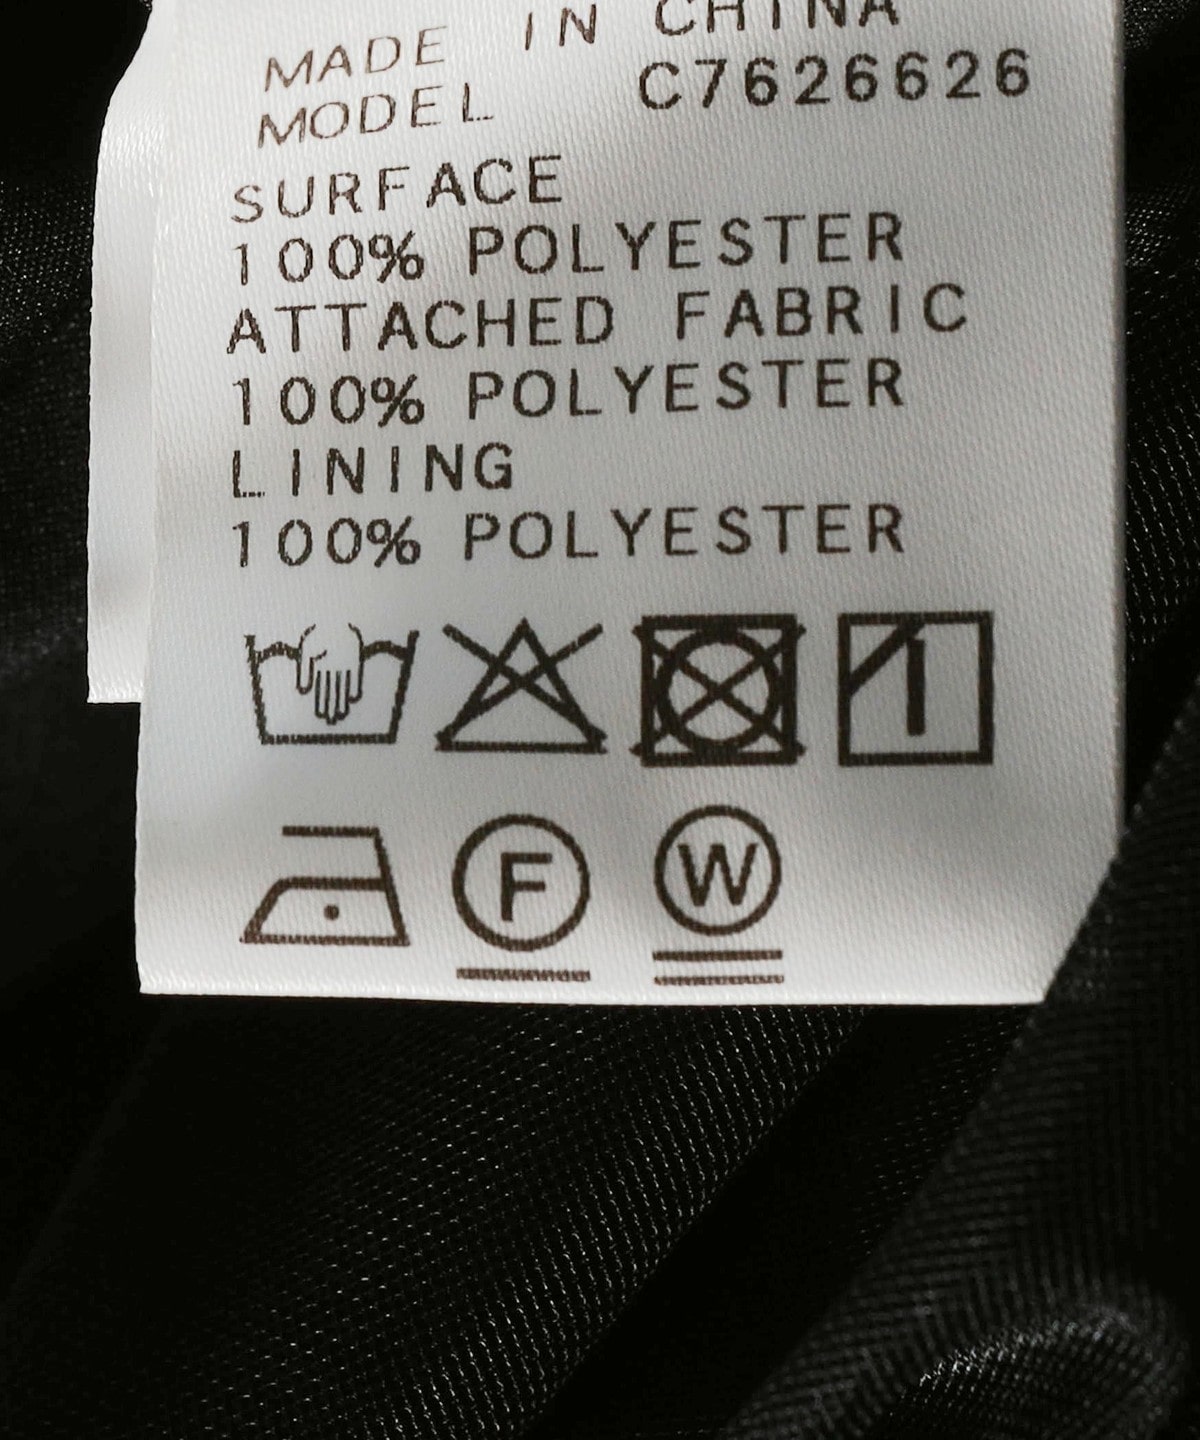 MADE IN CHINA
MODEL C7626626
SURFACE
100% POLYESTER
ATTACHED FABRIC
100% POLYESTER
LINING
100% POLYESTER
F W